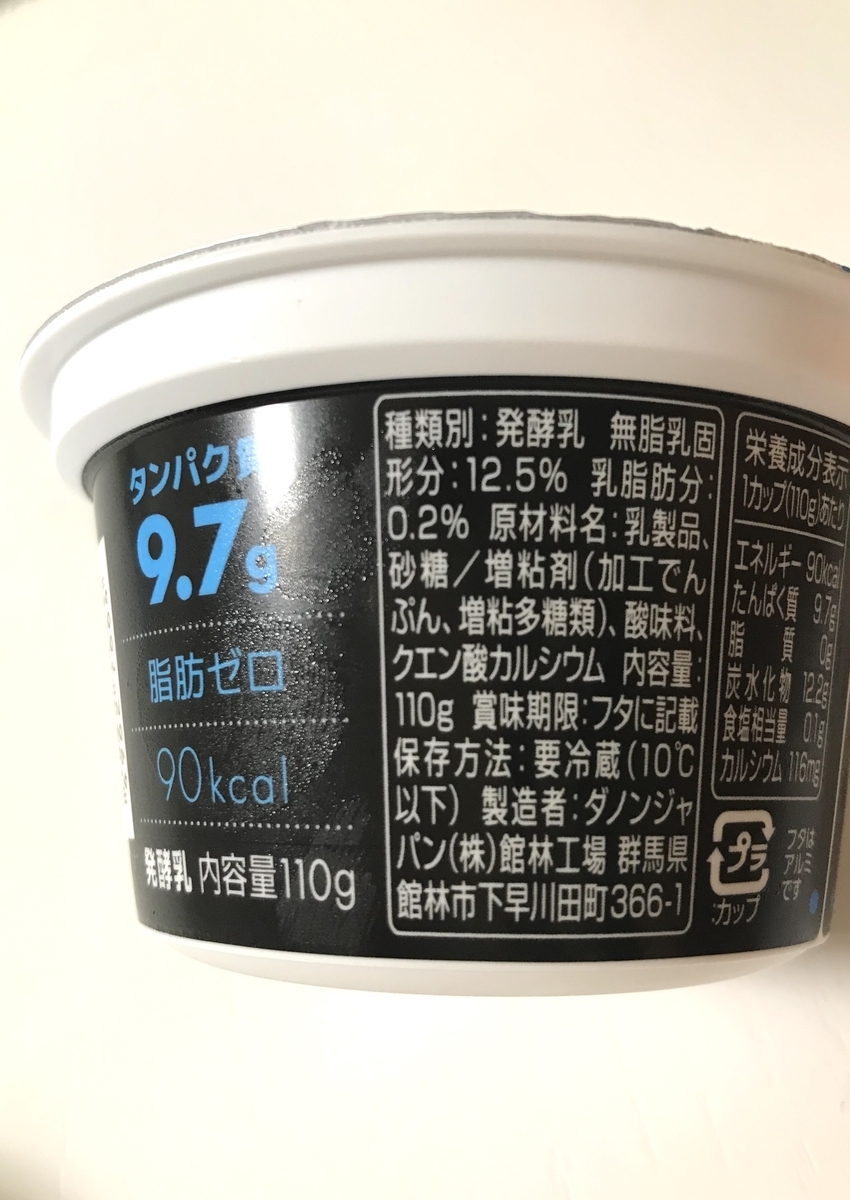 タンパク質
9.7g
脂肪ゼロ
90kcal
発酵乳 内容量110g
種類別：発酵乳 無脂乳固
形分：12.5% 乳脂肪分：
0.2% 原材料名：乳製品、
砂糖／増粘剤（加工でん
ぷん、増粘多糖類）、酸味料、
クエン酸カルシウム 内容量：
110g 賞味期限：フタに記載
保存方法：要冷蔵（10℃
以下） 製造者：ダノンジャ
パン（株）館林工場 群馬県
館林市下早川田町366-1
栄養成分表示
1カップ(110g)あたり
エネルギー 90kcal
たんぱく質 9.7g
脂質 0g
炭水化物 12.2g
食塩相当量 0.1g
カルシウム 116mg
プラ
:カップ
フタは
アルミ
です